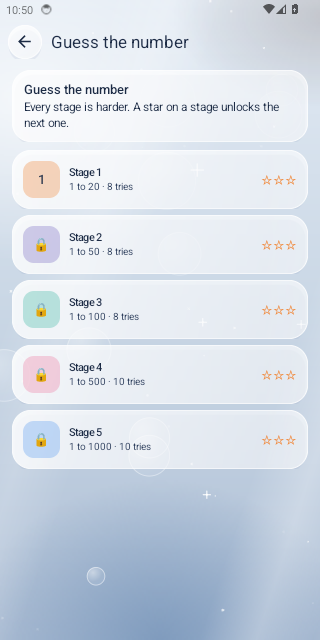 10:50
Guess the number
Guess the number
Every stage is harder. A star on a stage unlocks the
next one.
1
Stage 1
1 to 20 · 8 tries
☆☆☆
Stage 2
1 to 50 · 8 tries
☆☆☆
Stage 3
1 to 100 · 8 tries
☆☆☆
Stage 4
1 to 500 · 10 tries
☆☆☆
Stage 5
1 to 1000 · 10 tries
☆☆☆